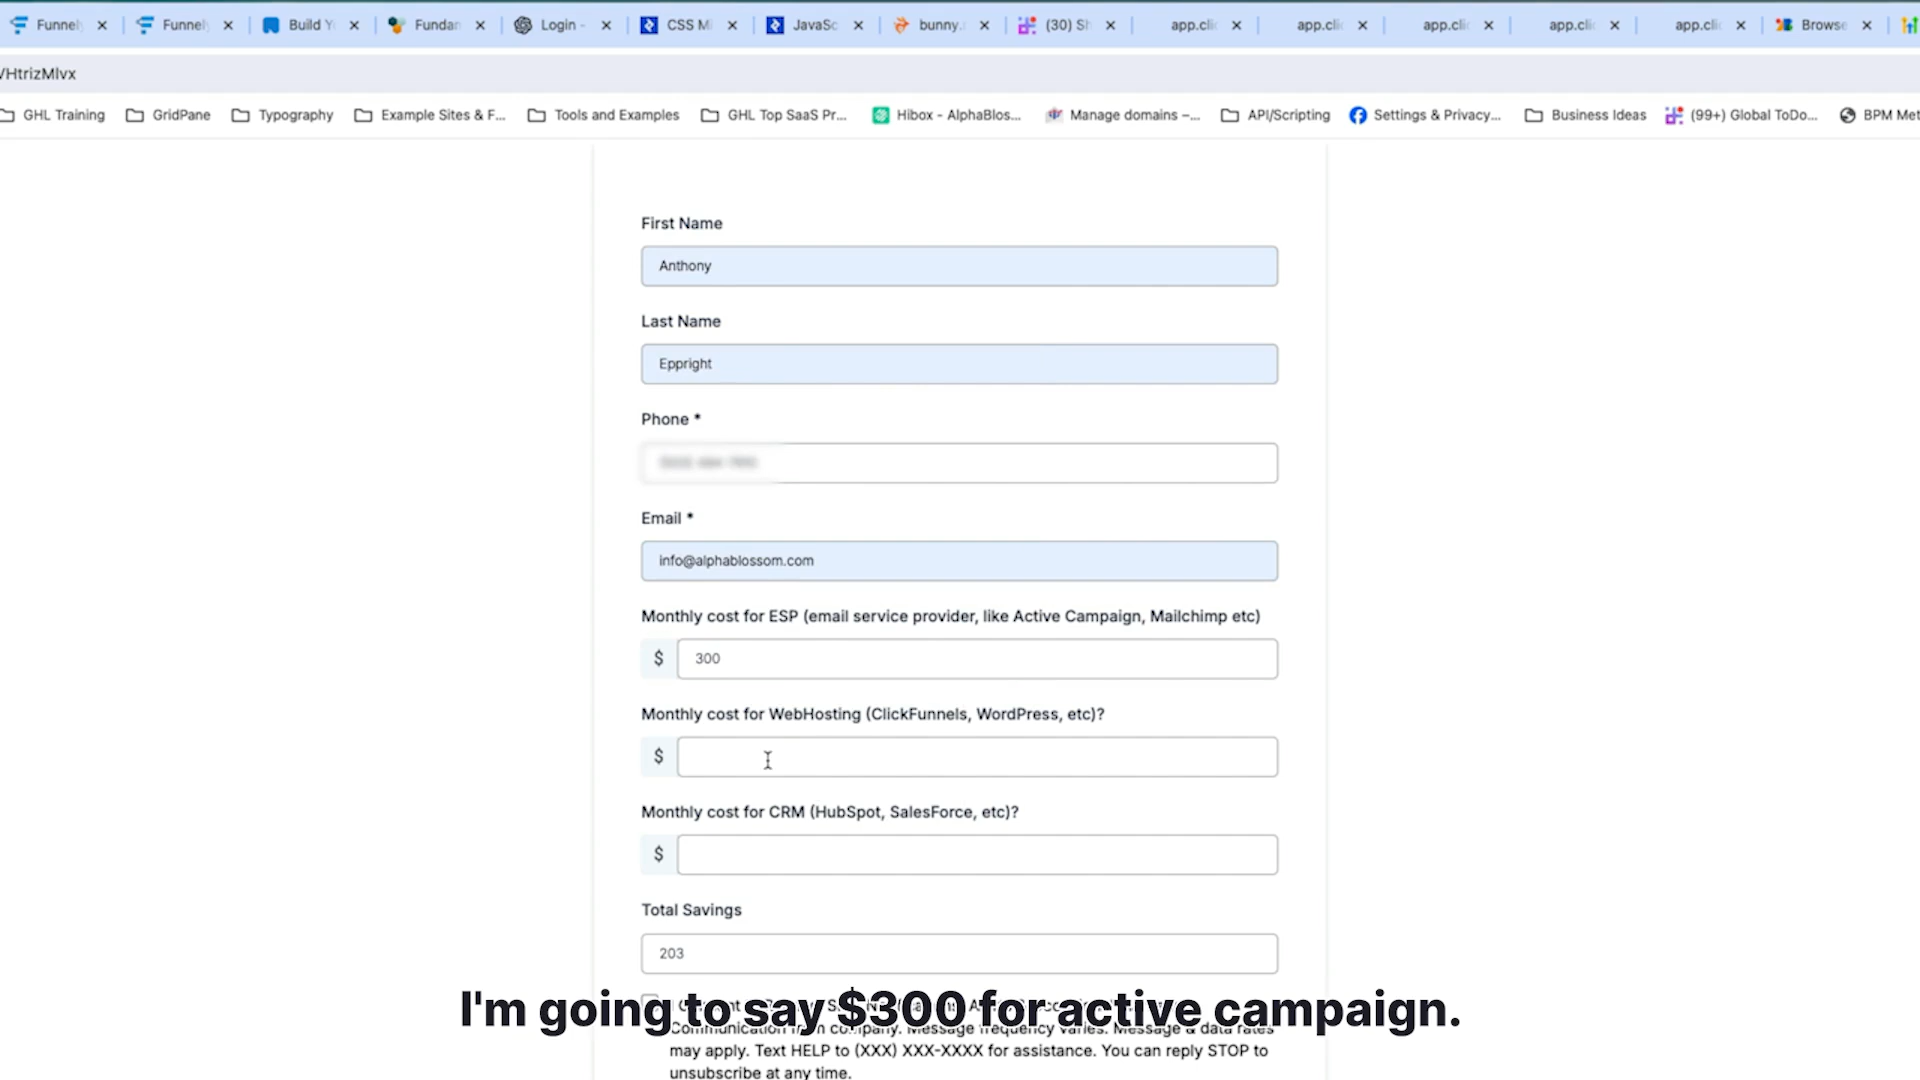 Funnel
Funnel
Build Y
Fundan
Login -
CSS Mi
JavaSc
bunny.
(30) Sh
app.clic
app.clic
app.clic
app.clic
app.clic
Browse
/HtrizMlvx
GHL Training
GridPane
Typography
Example Sites & F...
Tools and Examples
GHL Top SaaS Pr...
Hibox - AlphaBlos...
Manage domains –...
API/Scripting
Settings & Privacy...
Business Ideas
(99+) Global ToDo...
BPM Met
First Name
Anthony
Last Name
Eppright
Phone *
Email *
info@alphablossom.com
Monthly cost for ESP (email service provider, like Active Campaign, Mailchimp etc)
$ 300
Monthly cost for WebHosting (ClickFunnels, WordPress, etc)?
$
Monthly cost for CRM (HubSpot, SalesForce, etc)?
$
Total Savings
203
I'm going to say $300 for active campaign.
Communication from company. Message frequency varies. Message & data rates
may apply. Text HELP to (XXX) XXX-XXXX for assistance. You can reply STOP to
unsubscribe at any time.